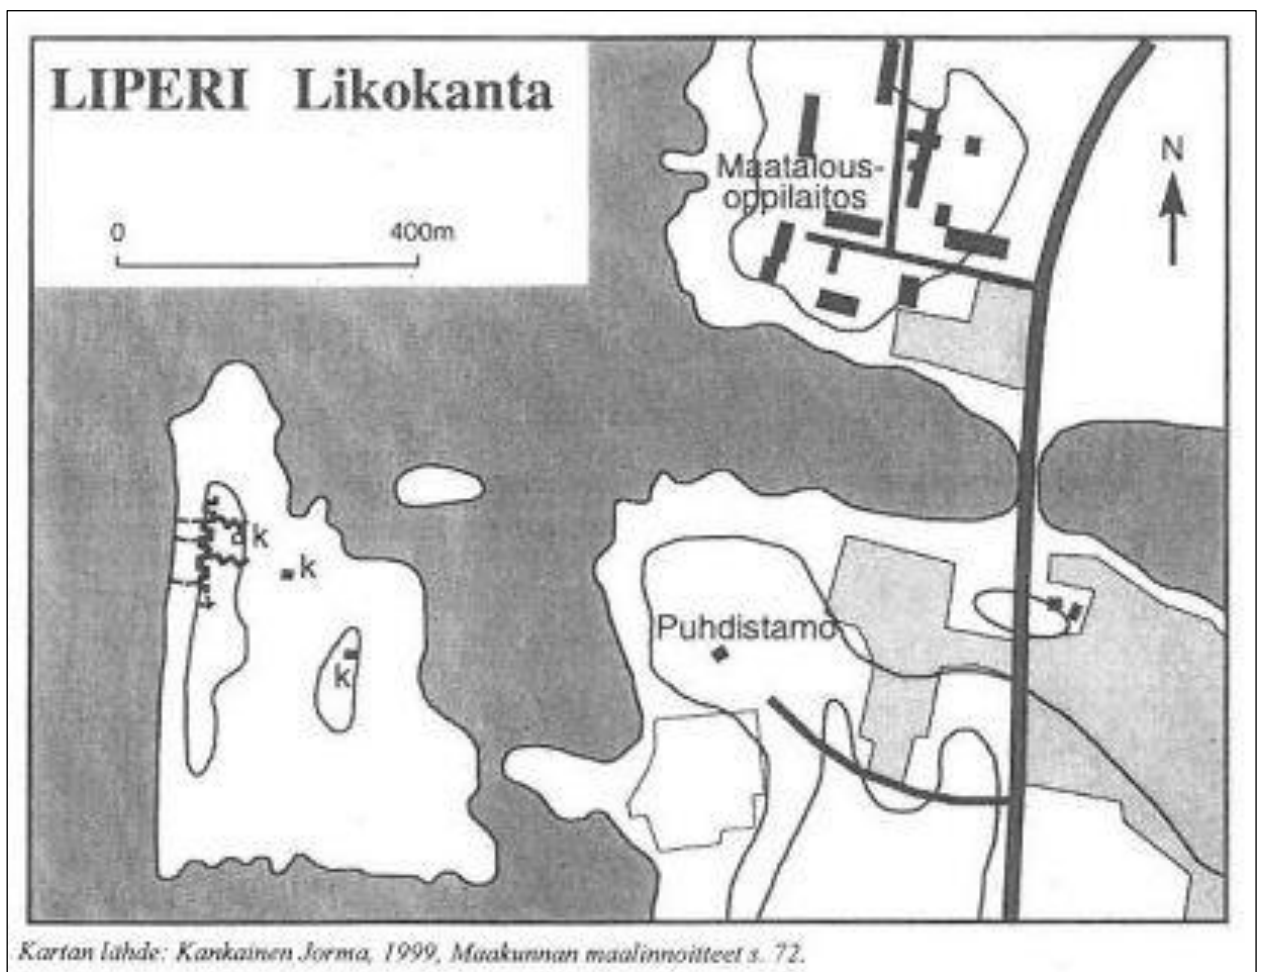 LIPERI Likokanta
0 400m
N
Maatalous-
oppilaitos
a k
k
k
Puhdistamo
Kartan lähde: Kankainen Jorma, 1999, Maakunnan maalinnoitteet s. 72.